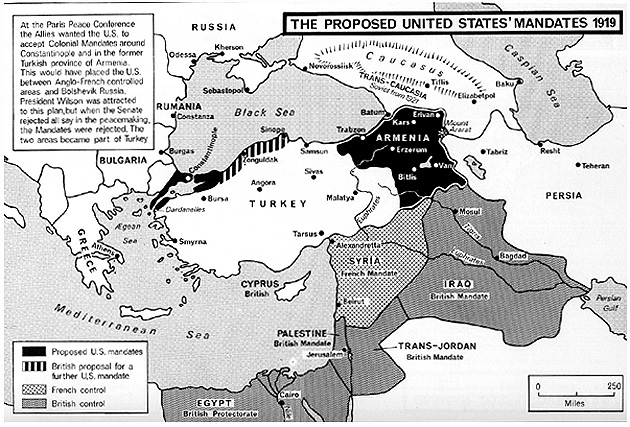 THE PROPOSED UNITED STATES' MANDATES 1919
At the Paris Peace Conference
the Allies wanted the U.S. to
accept Colonial Mandates around
Constantinople and in the former
Turkish province of Armenia.
This would have placed the U.S.
between Anglo-French controlled
areas and Bolshevik Russia.
President Wilson was attracted
to this plan, but when the Senate
rejected all say in the peacemaking,
the Mandates were rejected. The
two areas became part of Turkey
RUSSIA
Kherson
Odessa
Novorossiisk
Caucasus
Caspian Sea
Sebastopol
TRANS-CAUCASIA
Soviet from 1921
Tiflis
Baku
Elizabetpol
RUMANIA
Constanza
Black Sea
Batum
Erivan
Kars
Mount
Ararat
Sinope
Trabzon
ARMENIA
Burgas
Constantinople
Zonguldak
Samsun
Erzerum
Tabriz
Resht
BULGARIA
Sivas
Bitlis
Van
Teheran
Angora
Bursa
Dardanelles
TURKEY
Malatya
Euphrates
PERSIA
Ægean
Sea
GREECE
Smyrna
Tarsus
Mosul
Athens
Alexandretta
Tigris
SYRIA
French Mandate
Euphrates
Bagdad
CYPRUS
British
IRAQ
British Mandate
Beirut
Persian
Gulf
Mediterranean Sea
PALESTINE
British Mandate
Jerusalem
TRANS-JORDAN
British Mandate
Proposed U.S. mandates
British proposal for a
further U.S. mandate
French control
British control
Cairo
EGYPT
British Protectorate
Nile
0 250
Miles